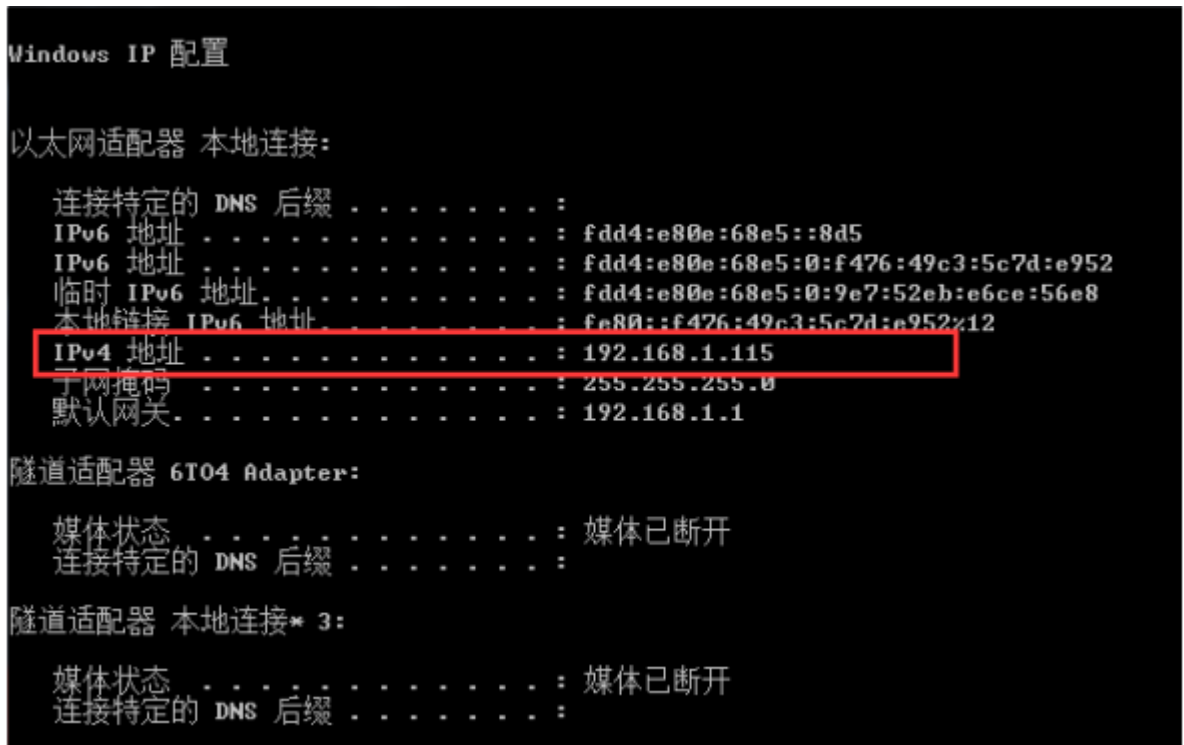 Windows IP 配置
以太网适配器 本地连接:
连接特定的 DNS 后缀 . . . . . . . :
IPv6 地址 . . . . . . . . . . . . : fdd4:e80e:68e5::8d5
IPv6 地址 . . . . . . . . . . . . : fdd4:e80e:68e5:0:f476:49c3:5c7d:e952
临时 IPv6 地址. . . . . . . . . . : fdd4:e80e:68e5:0:9e7:52eb:e6ce:56e8
本地链接 IPv6 地址. . . . . . . . : fe80::f476:49c3:5c7d:e952%12
IPv4 地址 . . . . . . . . . . . . : 192.168.1.115
子网掩码 . . . . . . . . . . . . : 255.255.255.0
默认网关. . . . . . . . . . . . . : 192.168.1.1
隧道适配器 6TO4 Adapter:
媒体状态 . . . . . . . . . . . . : 媒体已断开
连接特定的 DNS 后缀 . . . . . . . :
隧道适配器 本地连接* 3:
媒体状态 . . . . . . . . . . . . : 媒体已断开
连接特定的 DNS 后缀 . . . . . . . :